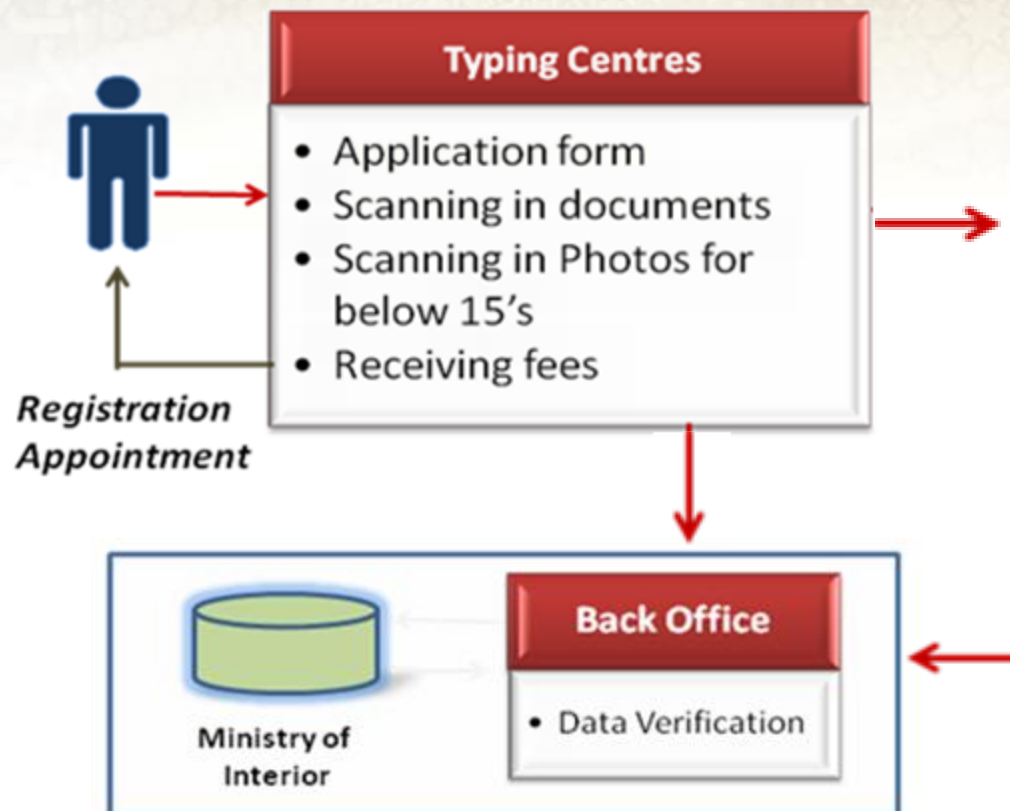 Typing Centres
• Application form
• Scanning in documents
• Scanning in Photos for
below 15's
• Receiving fees
Registration
Appointment
Back Office
• Data Verification
Ministry of
Interior